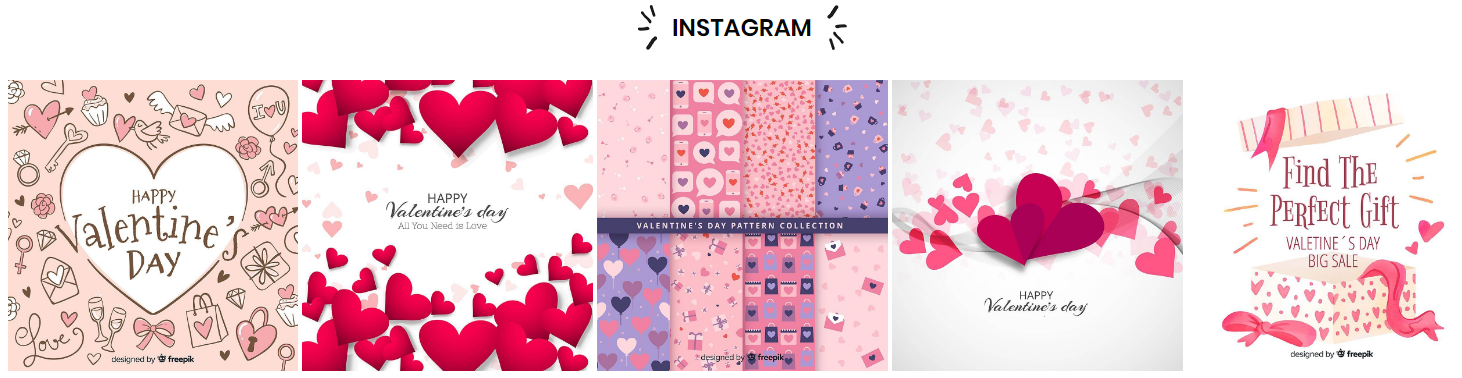 INSTAGRAM
I ♡ U
HAPPY
Valentine's
DAY
Love
designed by freepik
HAPPY
Valentine's day
All You Need is Love
VALENTINE'S DAY PATTERN COLLECTION
designed by freepik
HAPPY
Valentine's day
Find The
Perfect Gift
VALETINE´S DAY
BIG SALE
designed by freepik